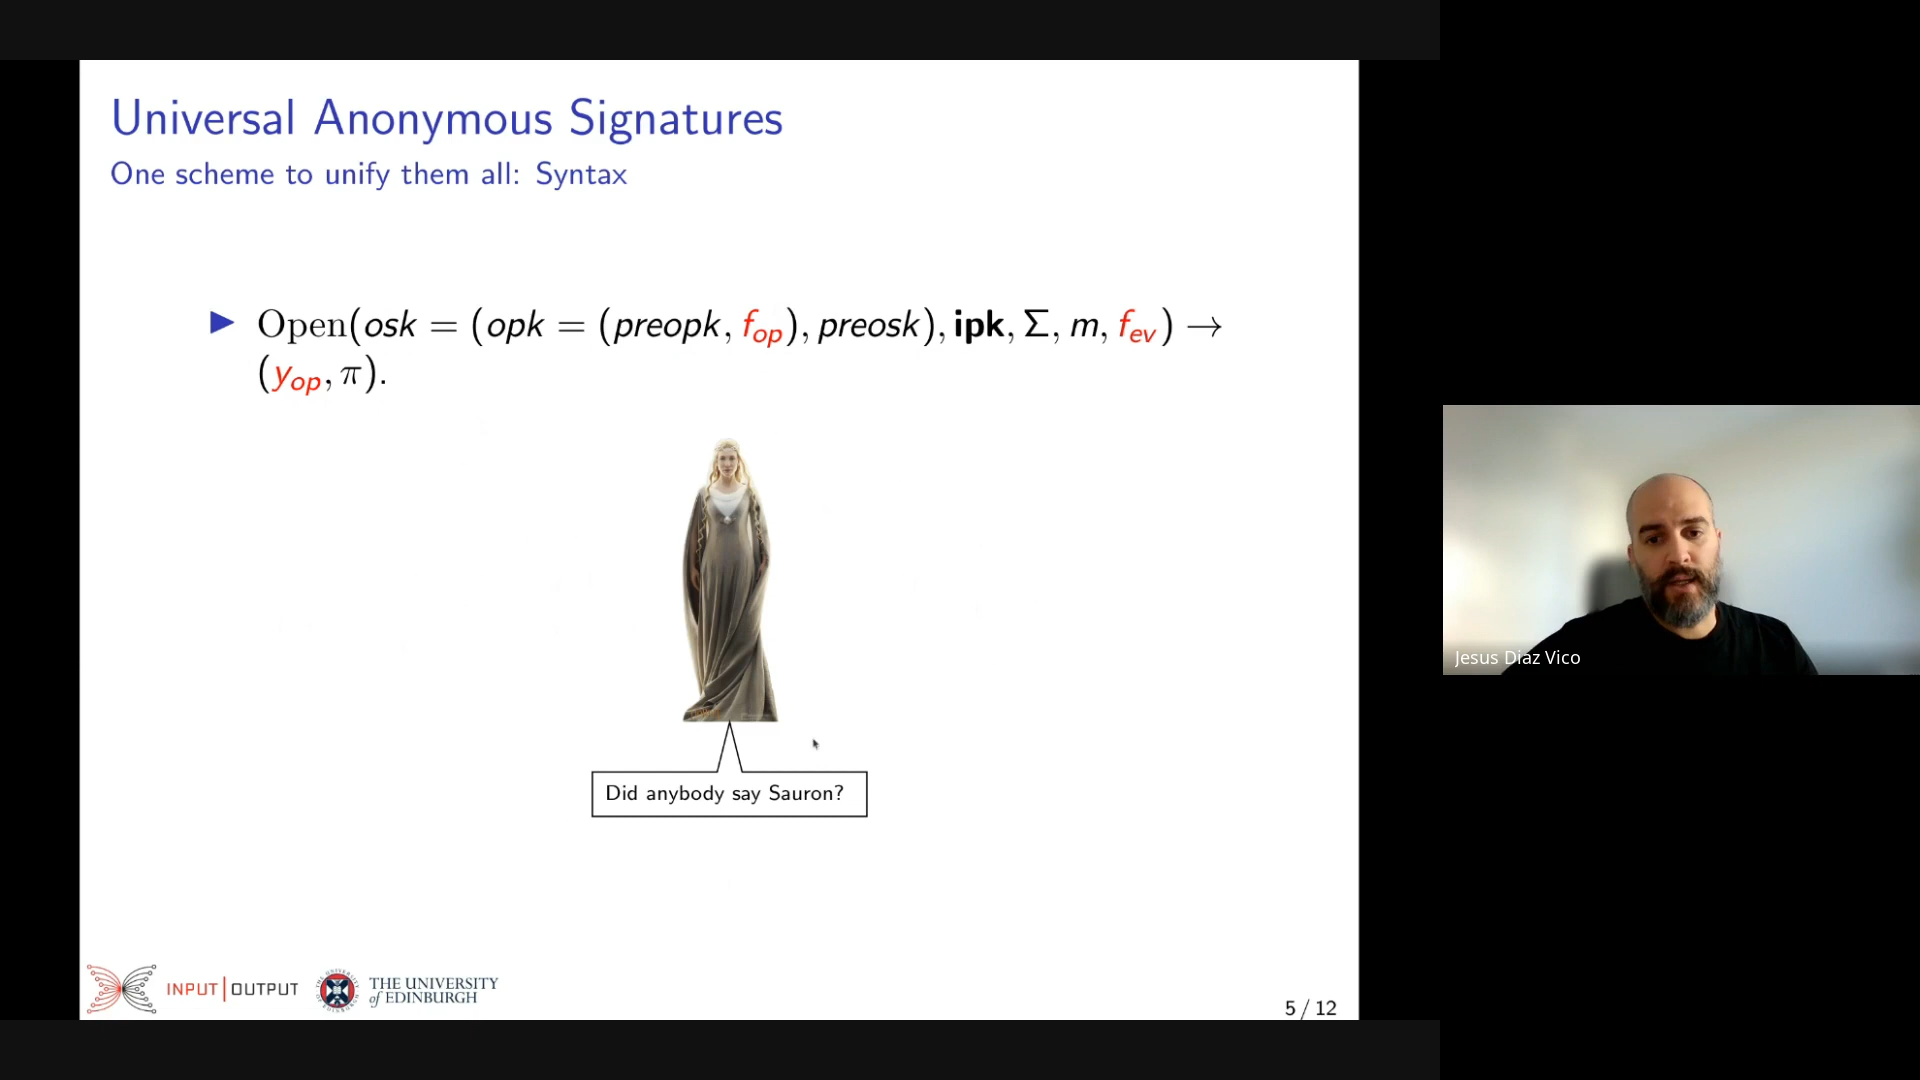 Universal Anonymous Signatures
One scheme to unify them all: Syntax
▶ Open(osk = (opk = (preopk, f_op), preosk), ipk, Σ, m, f_ev) →
(y_op, π).
Did anybody say Sauron?
INPUT|OUTPUT
THE UNIVERSITY
of EDINBURGH
5 / 12
Jesus Diaz Vico